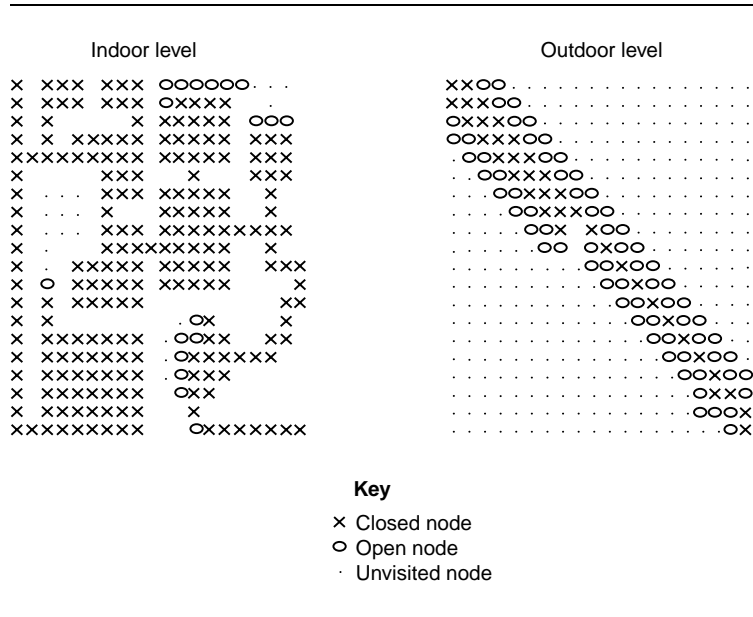 Indoor level
Outdoor level
Key
× Closed node
O Open node
· Unvisited node